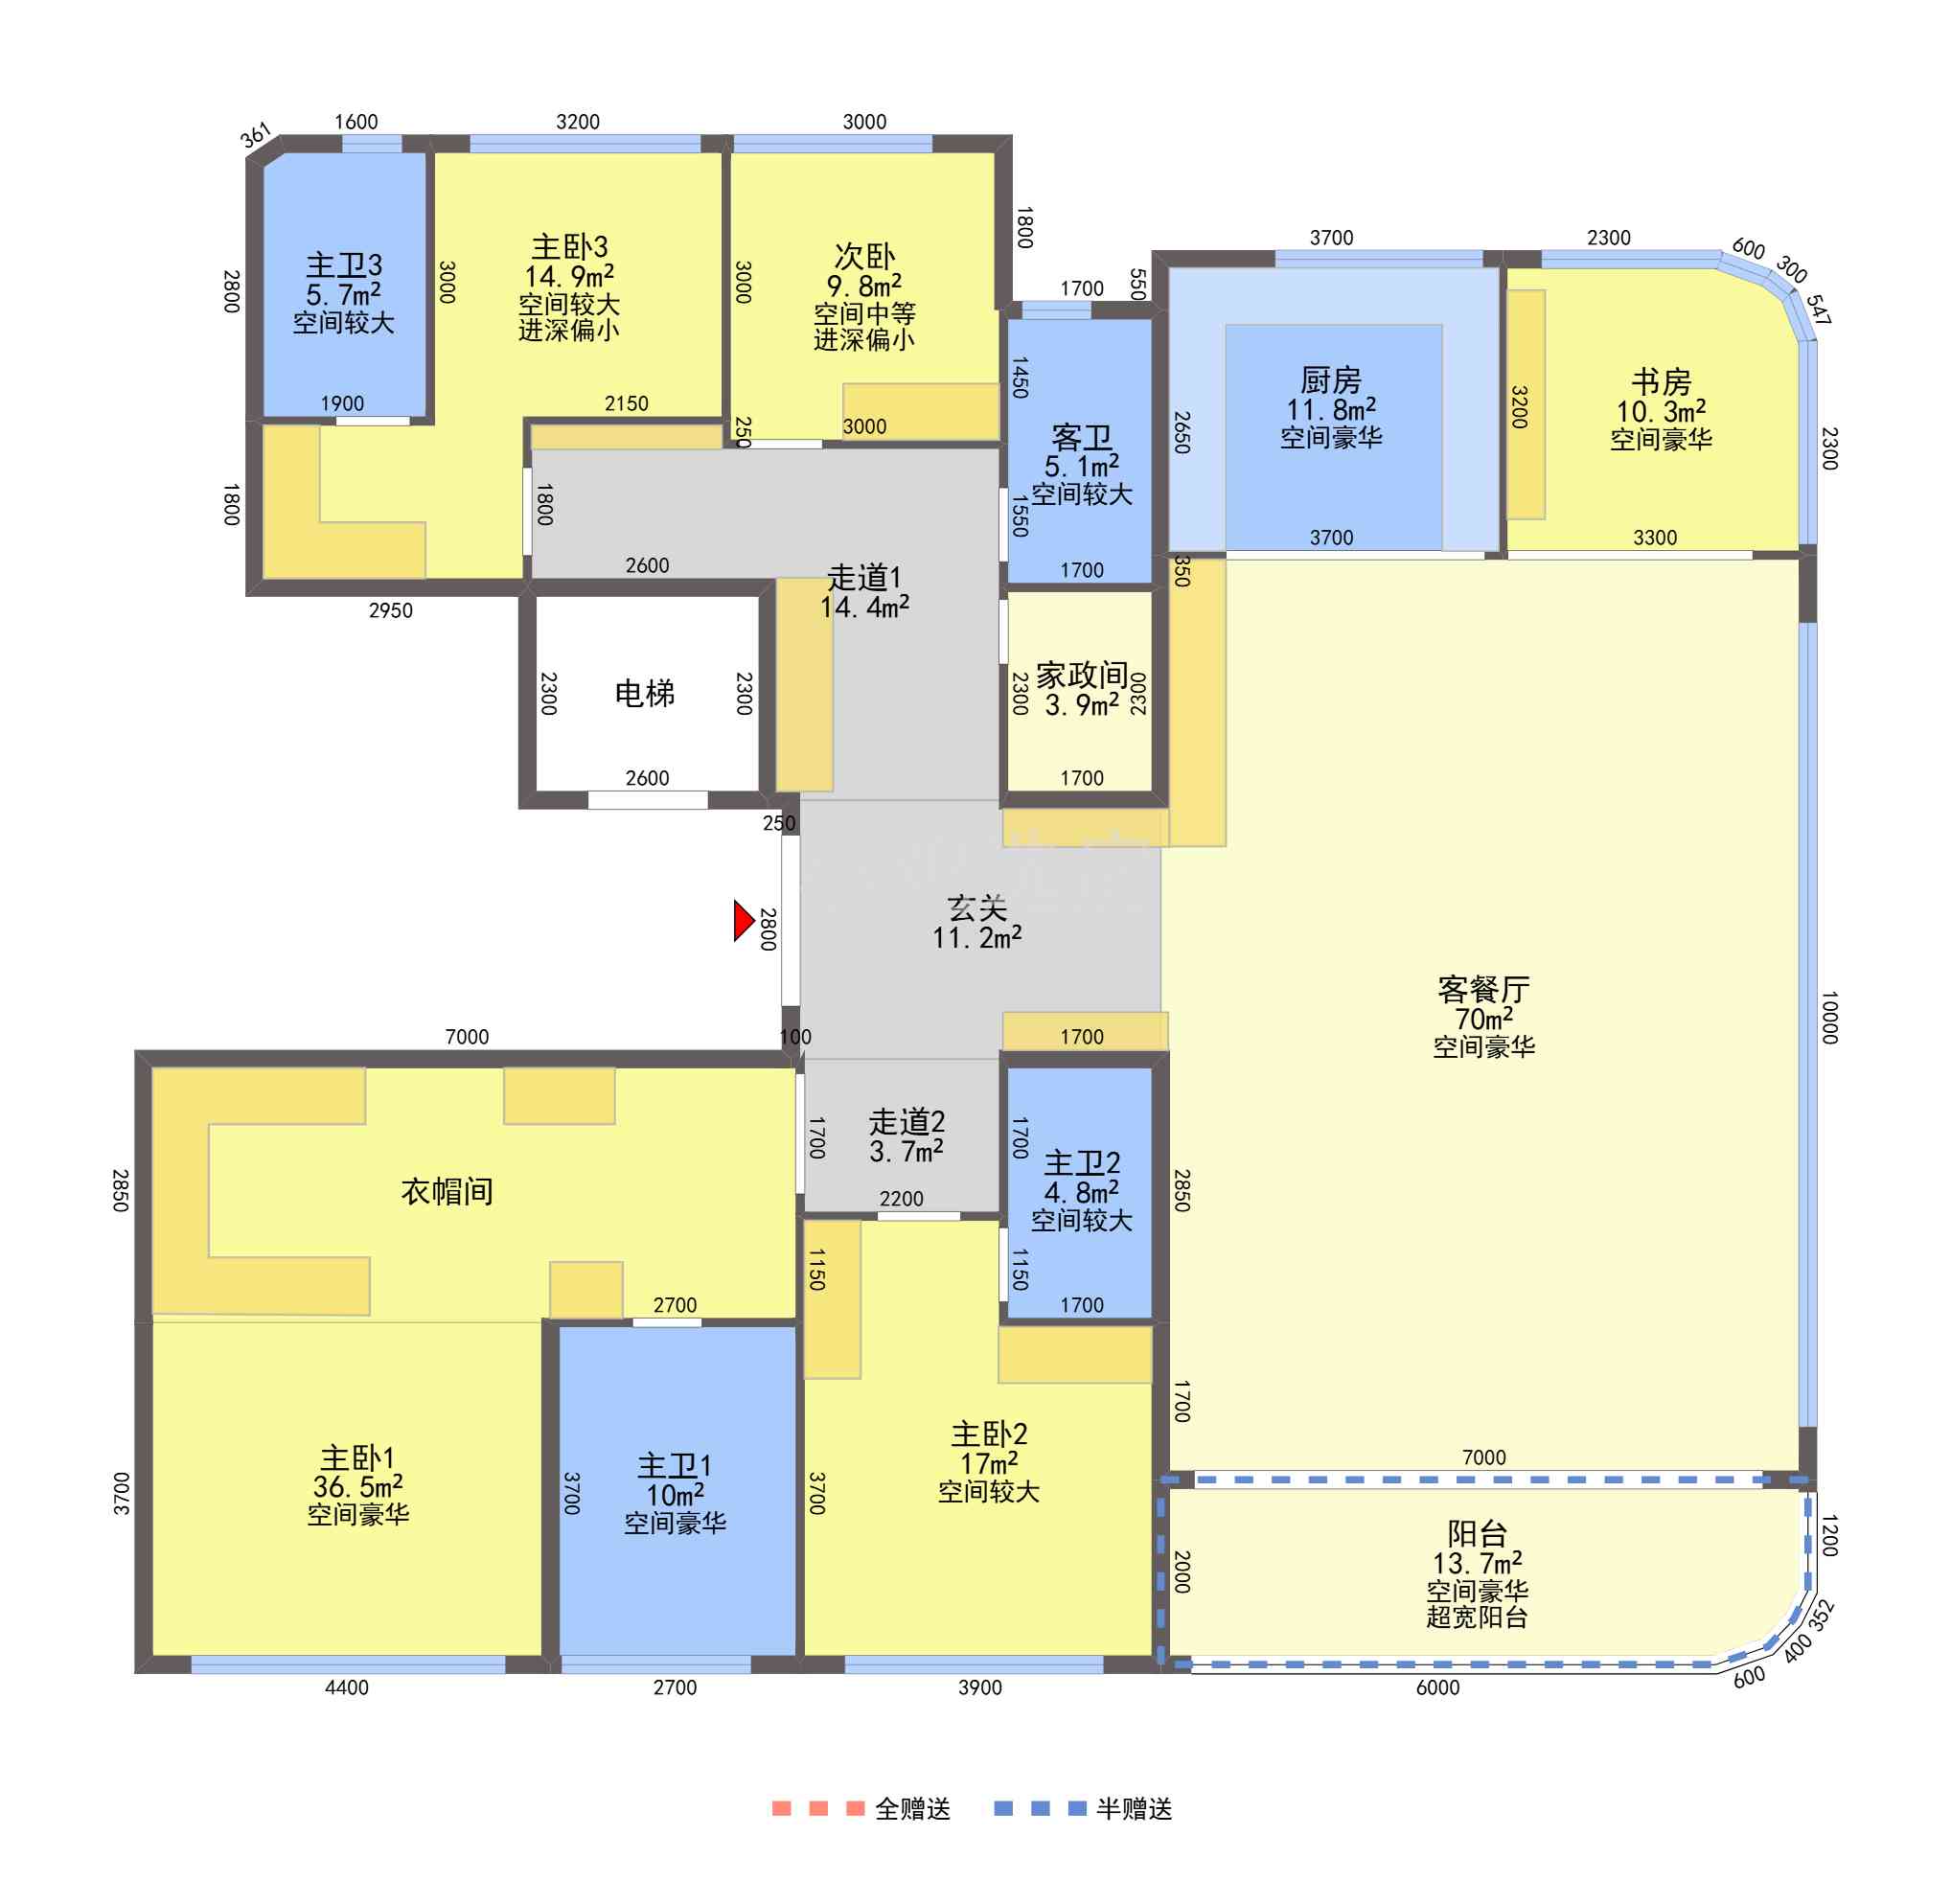 361
1600
3200
3000
1800
2800
主卫3
5.7m²
空间较大
3000
主卧3
14.9m²
空间较大
进深偏小
3000
次卧
9.8m²
空间中等
进深偏小
1700
550
3700
2300
600
300
547
1900
2150
250
3000
1450
客卫
5.1m²
空间较大
2650
厨房
11.8m²
空间豪华
3200
书房
10.3m²
空间豪华
2300
1800
1800
1550
2600
走道1
14.4m²
1700
350
3700
3300
2950
2300
电梯
2300
2600
2300
家政间
3.9m²
2300
1700
250
2800
玄关
11.2m²
客餐厅
70m²
空间豪华
10000
7000
100
1700
2850
衣帽间
1700
走道2
3.7m²
2200
1700
主卫2
4.8m²
空间较大
2850
1150
1150
2700
1700
1700
3700
主卧1
36.5m²
空间豪华
3700
主卫1
10m²
空间豪华
3700
主卧2
17m²
空间较大
7000
2000
阳台
13.7m²
空间豪华
超宽阳台
1200
352
400
600
4400
2700
3900
6000
全赠送
半赠送